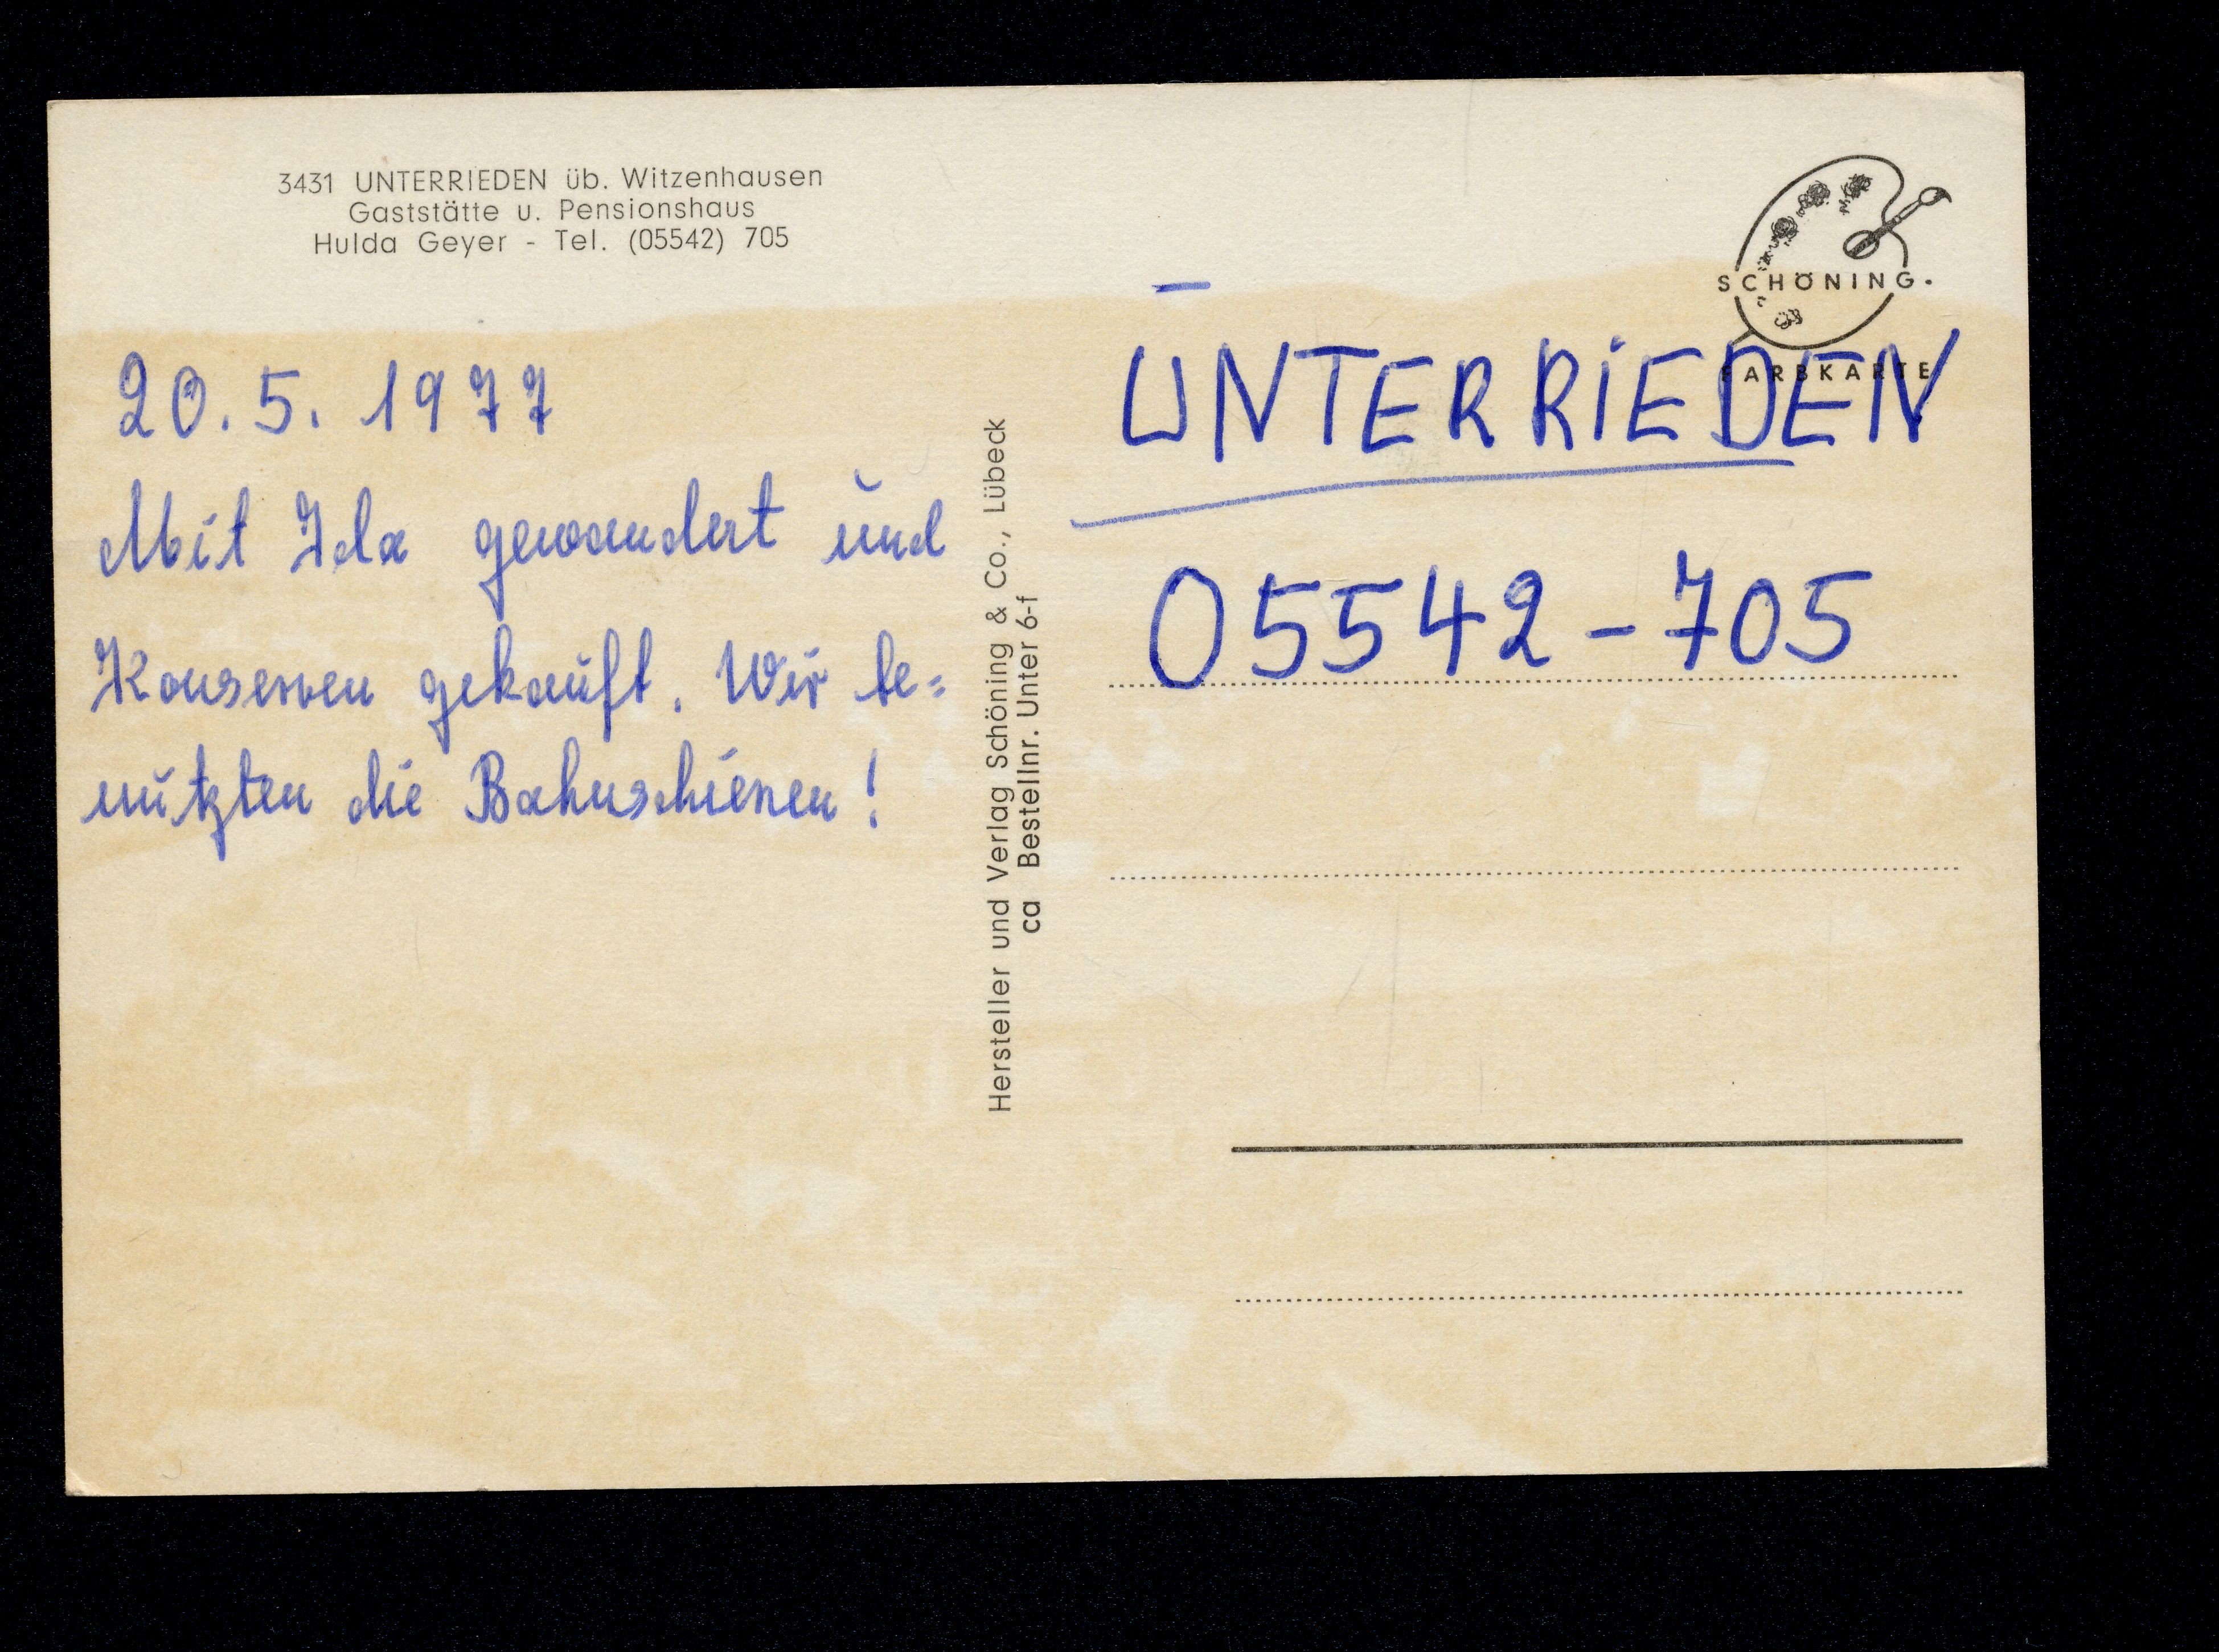 3431 UNTERRIEDEN üb. Witzenhausen
Gaststätte u. Pensionshaus
Hulda Geyer - Tel. (05542) 705
20.5.1977
Mit Ida gewandert und
Konserven gekauft. Wir be=
nutzten die Bahnschienen!
Hersteller und Verlag Schöning & Co., Lübeck
ca Bestellnr. Unter 6-f
SCHÖNING.
FARBKARTE
UNTERRIEDEN
05542-705